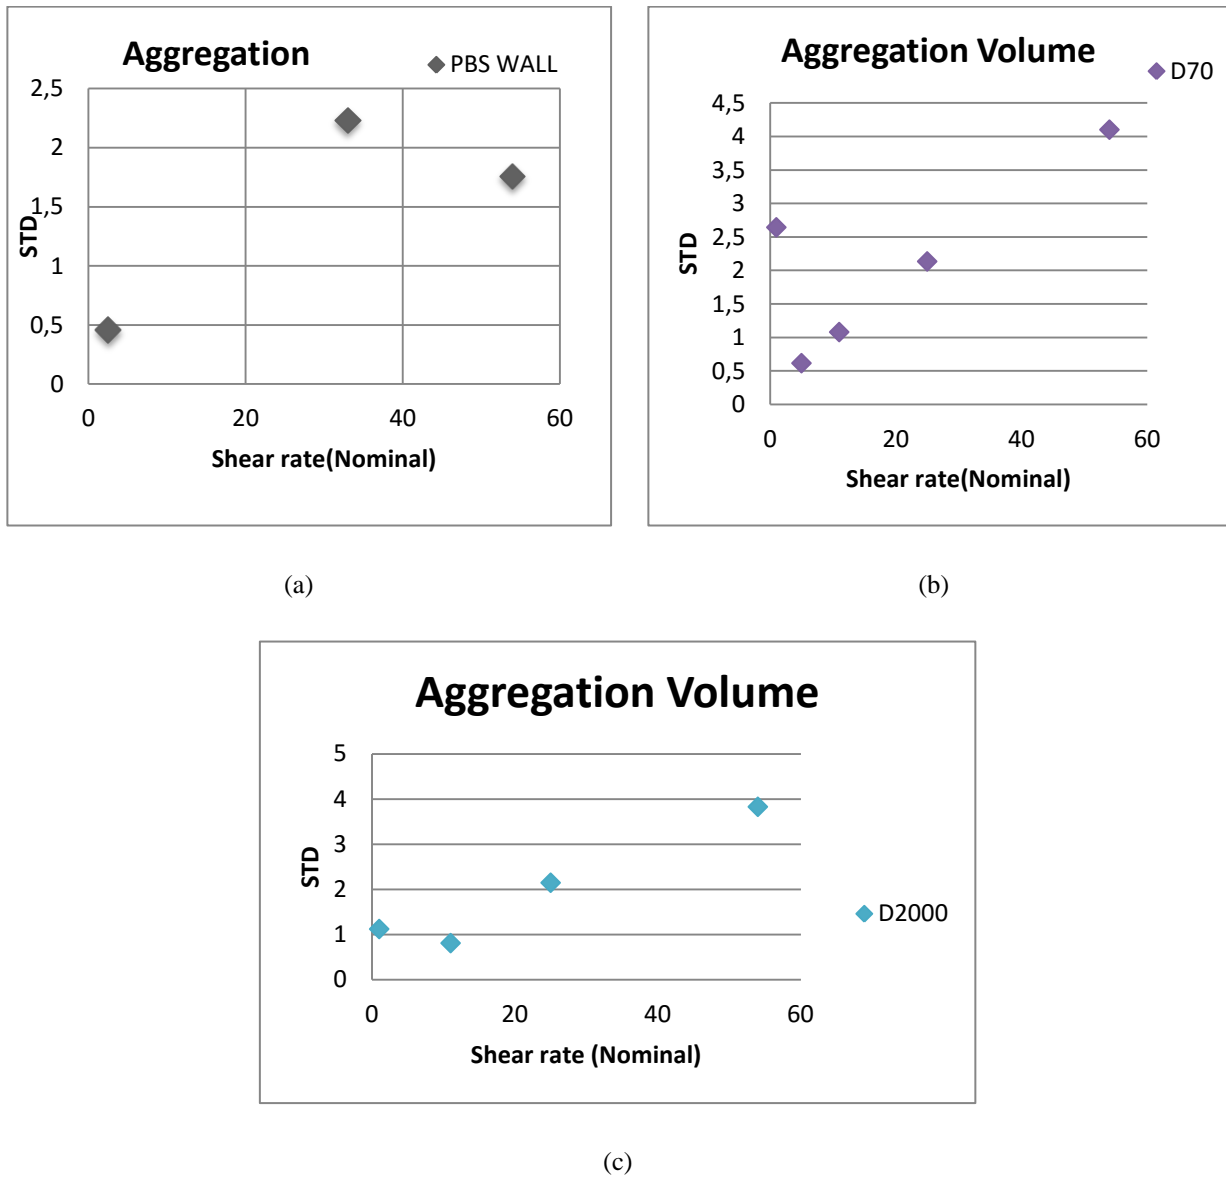 Aggregation
PBS WALL
2,5
2
1,5
1
0,5
0
STD
0 20 40 60
Shear rate(Nominal)
(a)
Aggregation Volume
D70
4,5
4
3,5
3
2,5
2
1,5
1
0,5
0
STD
0 20 40 60
Shear rate(Nominal)
(b)
Aggregation Volume
5
4
3
2
1
0
STD
D2000
0 20 40 60
Shear rate (Nominal)
(c)